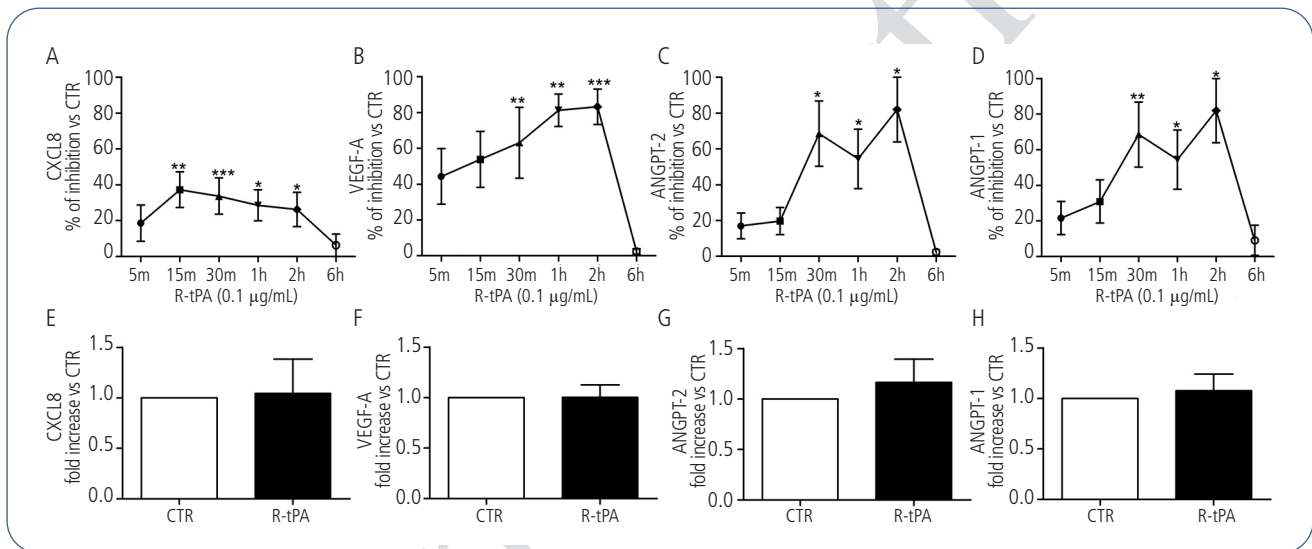 A
CXCL8
% of inhibition vs CTR
100
80
60
40
20
0
**
***
*
*
5m 15m 30m 1h 2h 6h
R-tPA (0.1 µg/mL)
B
VEGF-A
% of inhibition vs CTR
100
80
60
40
20
0
**
**
***
5m 15m 30m 1h 2h 6h
R-tPA (0.1 µg/mL)
C
ANGPT-2
% of inhibition vs CTR
100
80
60
40
20
0
*
*
*
5m 15m 30m 1h 2h 6h
R-tPA (0.1 µg/mL)
D
ANGPT-1
% of inhibition vs CTR
100
80
60
40
20
0
**
*
*
5m 15m 30m 1h 2h 6h
R-tPA (0.1 µg/mL)
E
CXCL8
fold increase vs CTR
1.5
1.0
0.5
0.0
CTR R-tPA
F
VEGF-A
fold increase vs CTR
1.5
1.0
0.5
0.0
CTR R-tPA
G
ANGPT-2
fold increase vs CTR
1.5
1.0
0.5
0.0
CTR R-tPA
H
ANGPT-1
fold increase vs CTR
1.5
1.0
0.5
0.0
CTR R-tPA